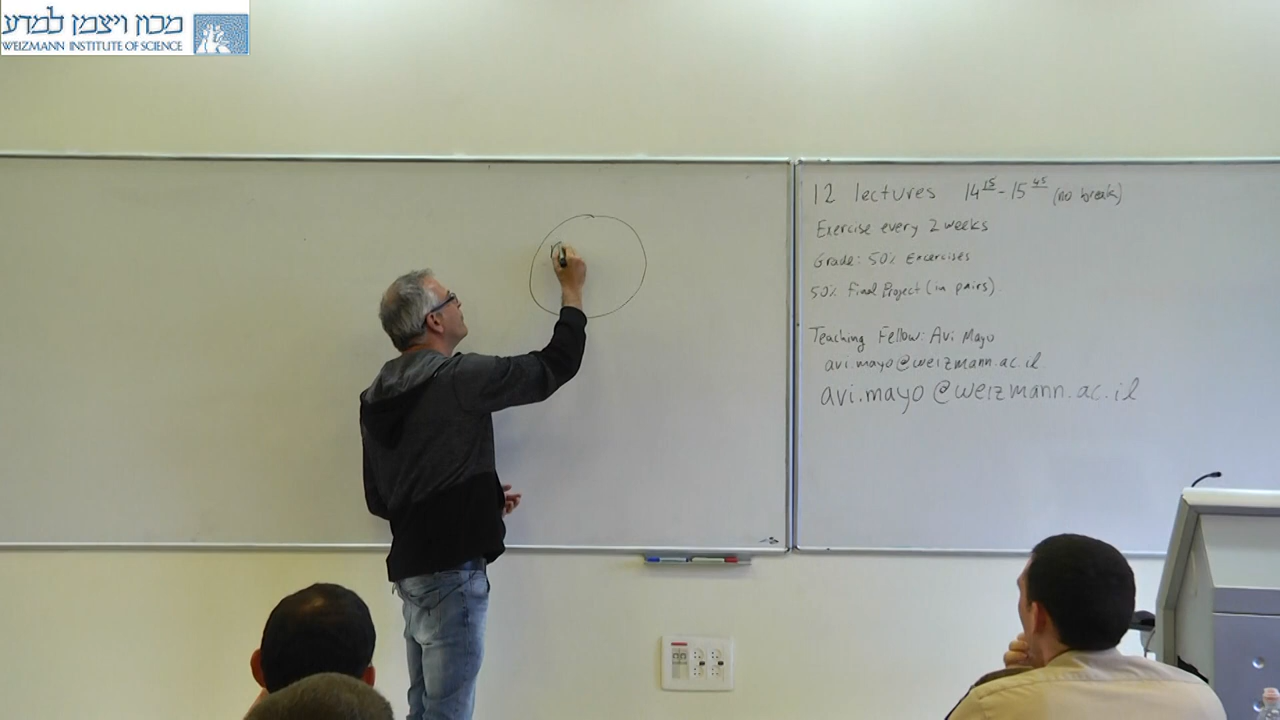 מכון ויצמן למדע
WEIZMANN INSTITUTE OF SCIENCE
12 lectures 14 15 - 15 45 (no break)
Exercise every 2 weeks
Grade: 50% Excercises
50% Final Project (in pairs)
Teaching Fellow: Avi Mayo
avi.mayo@weizmann.ac.il
avi.mayo@weizmann.ac.il